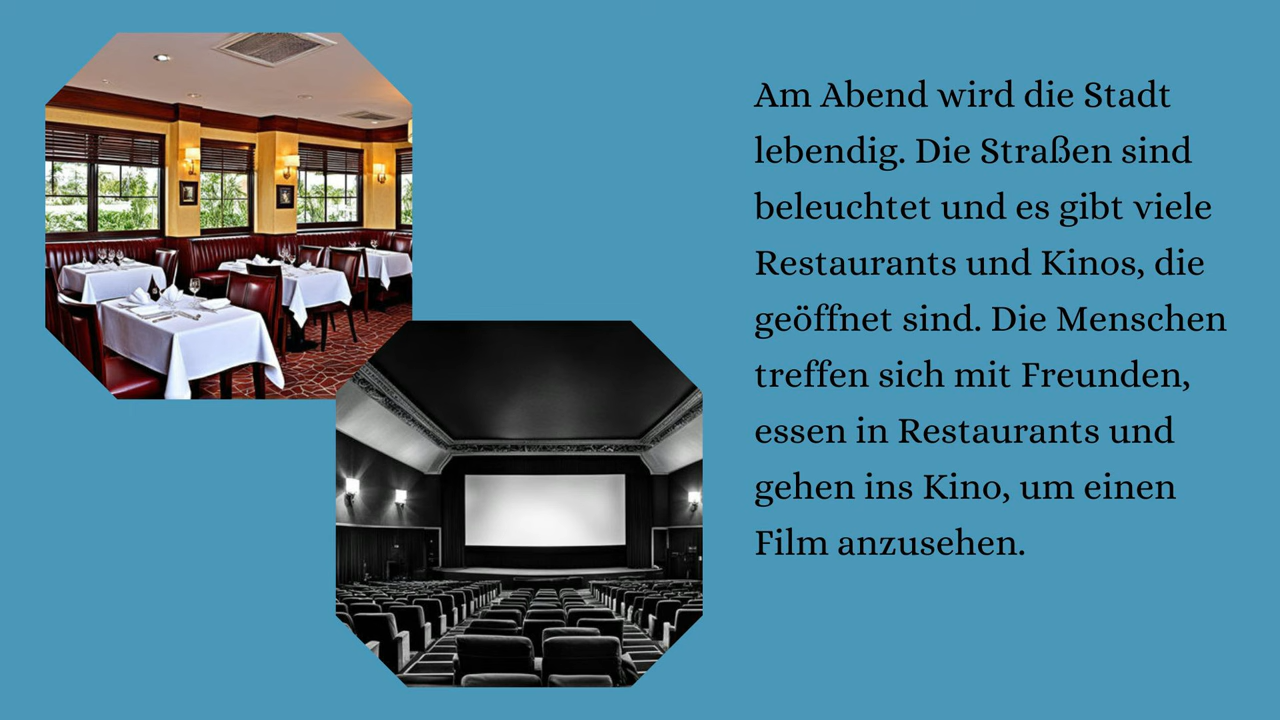 Am Abend wird die Stadt
lebendig. Die Straßen sind
beleuchtet und es gibt viele
Restaurants und Kinos, die
geöffnet sind. Die Menschen
treffen sich mit Freunden,
essen in Restaurants und
gehen ins Kino, um einen
Film anzusehen.